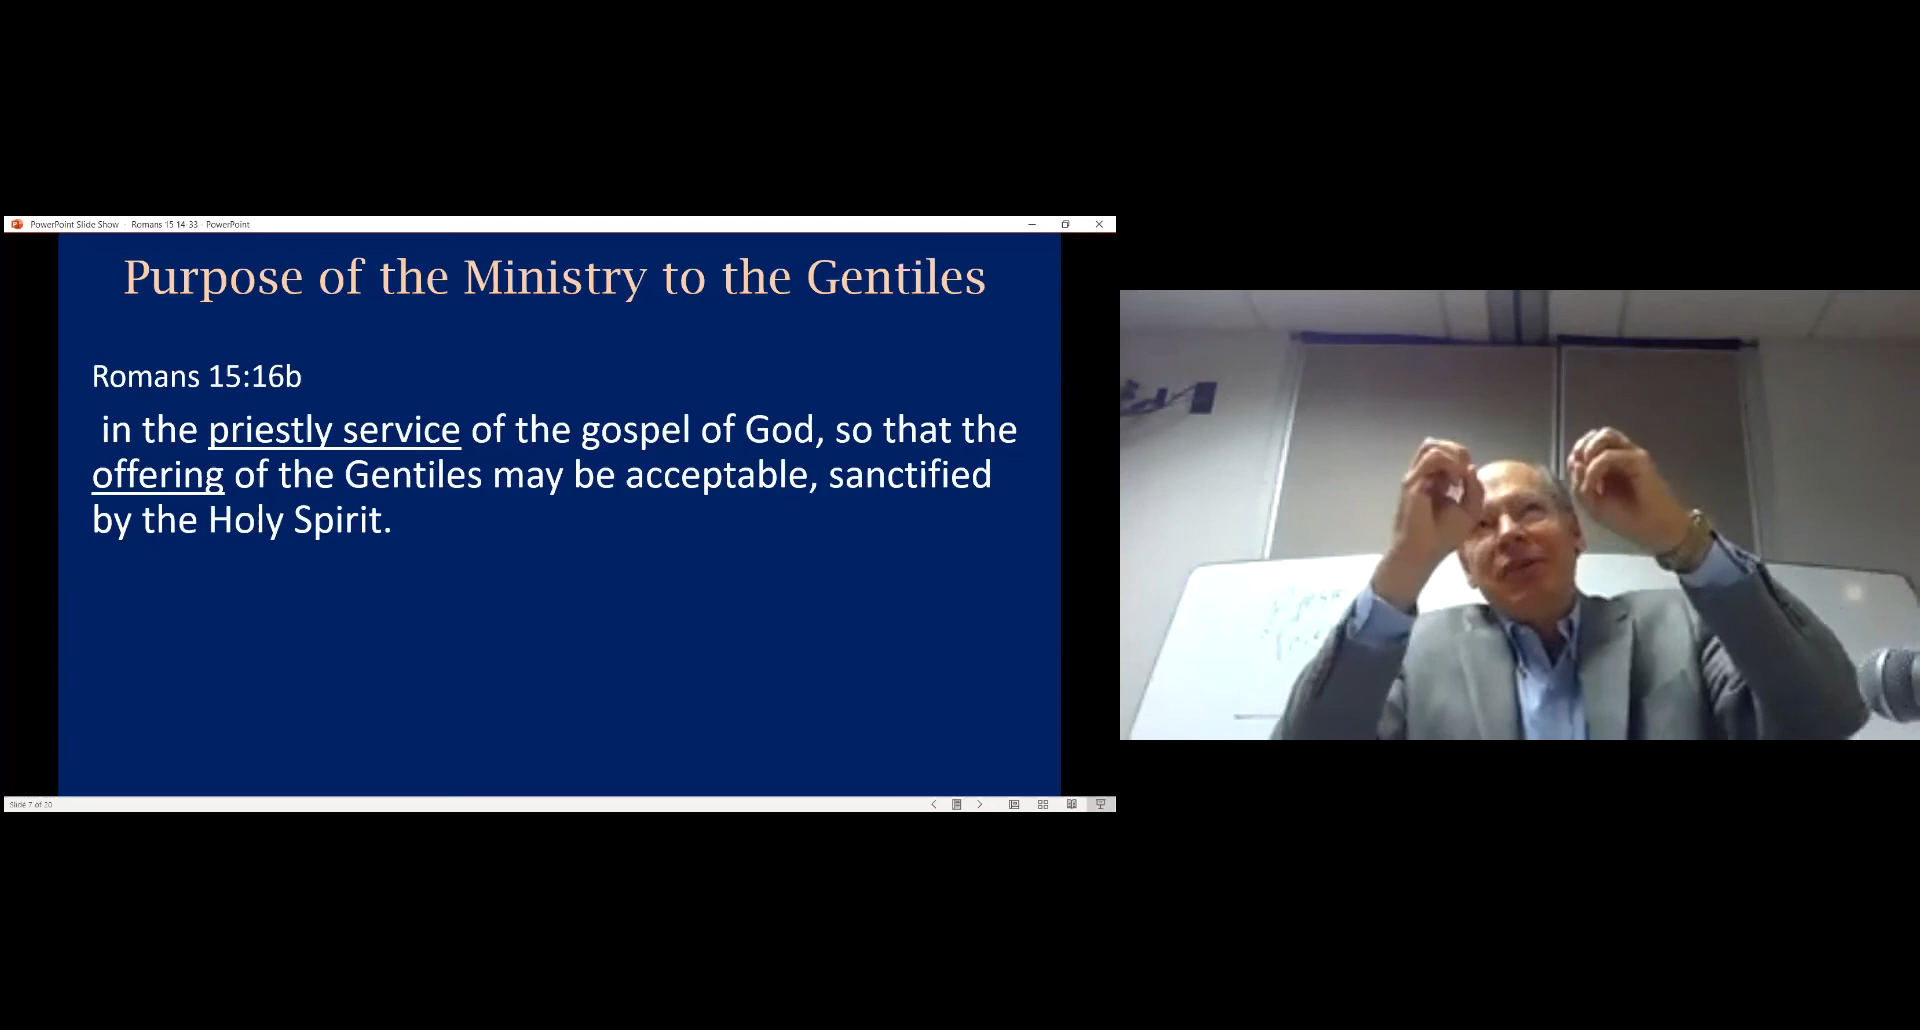 PowerPoint Slide Show - Romans 15 14-33 - PowerPoint
Purpose of the Ministry to the Gentiles
Romans 15:16b
in the priestly service of the gospel of God, so that the
offering of the Gentiles may be acceptable, sanctified
by the Holy Spirit.
Slide 7 of 20